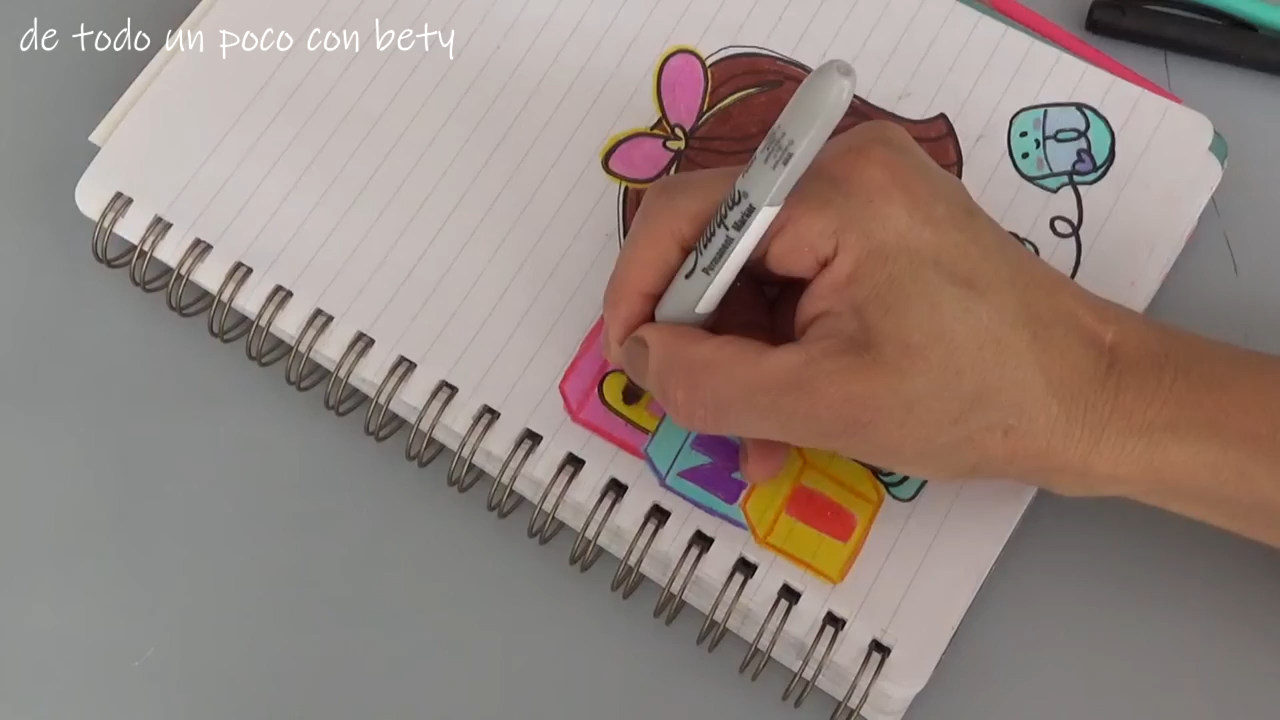 de todo un poco con bety
Sharpie®
Permanent Marker
N
I